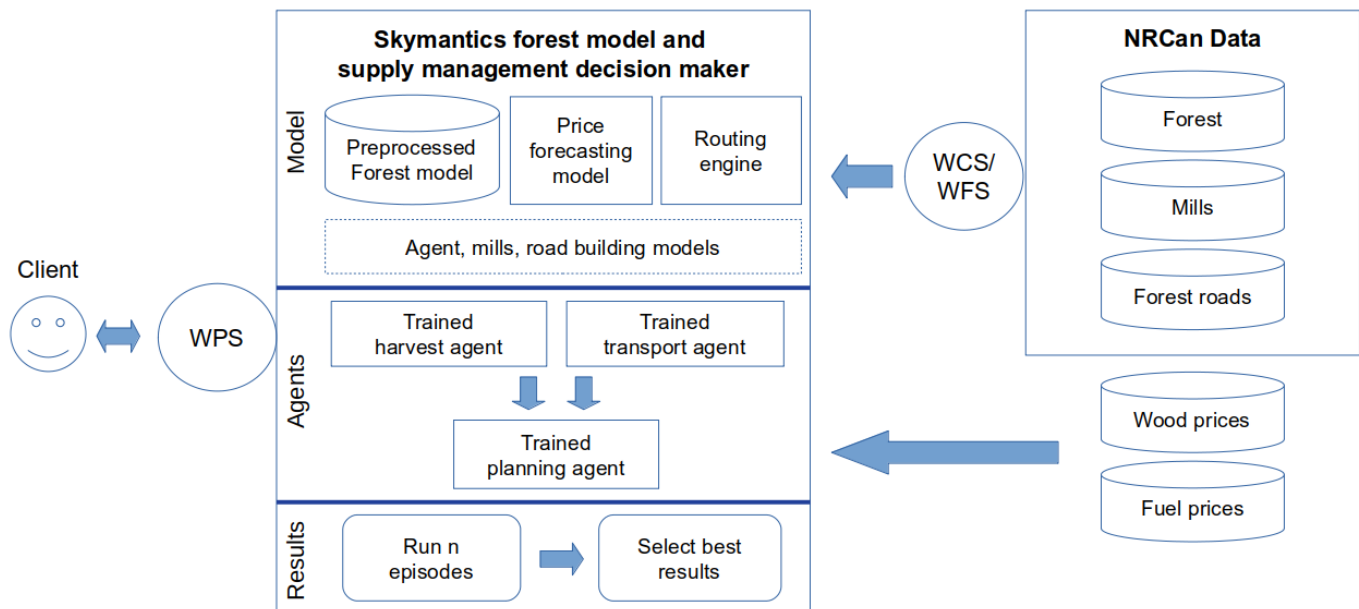 Skymantics forest model and
supply management decision maker
Model
Preprocessed
Forest model
Price
forecasting
model
Routing
engine
Agent, mills, road building models
Client
WPS
Agents
Trained
harvest agent
Trained
transport agent
Trained
planning agent
Results
Run n
episodes
Select best
results
WCS/
WFS
NRCan Data
Forest
Mills
Forest roads
Wood prices
Fuel prices